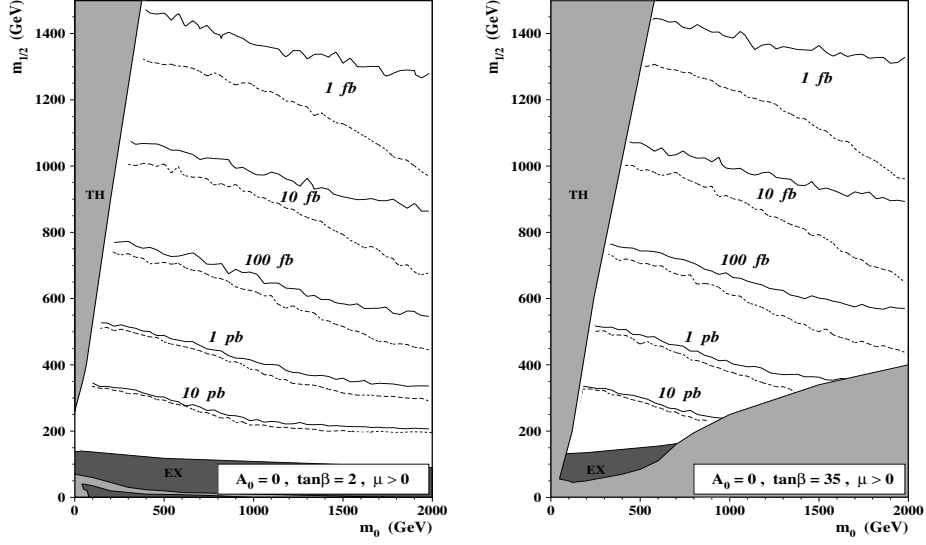 m1/2 (GeV)
1400
1200
1000
800
600
400
200
0
TH
1 fb
10 fb
100 fb
1 pb
10 pb
EX
A0 = 0 , tanβ = 2 , μ > 0
0 500 1000 1500 2000
m0 (GeV)
m1/2 (GeV)
1400
1200
1000
800
600
400
200
0
TH
1 fb
10 fb
100 fb
1 pb
10 pb
EX
A0 = 0 , tanβ = 35 , μ > 0
0 500 1000 1500 2000
m0 (GeV)